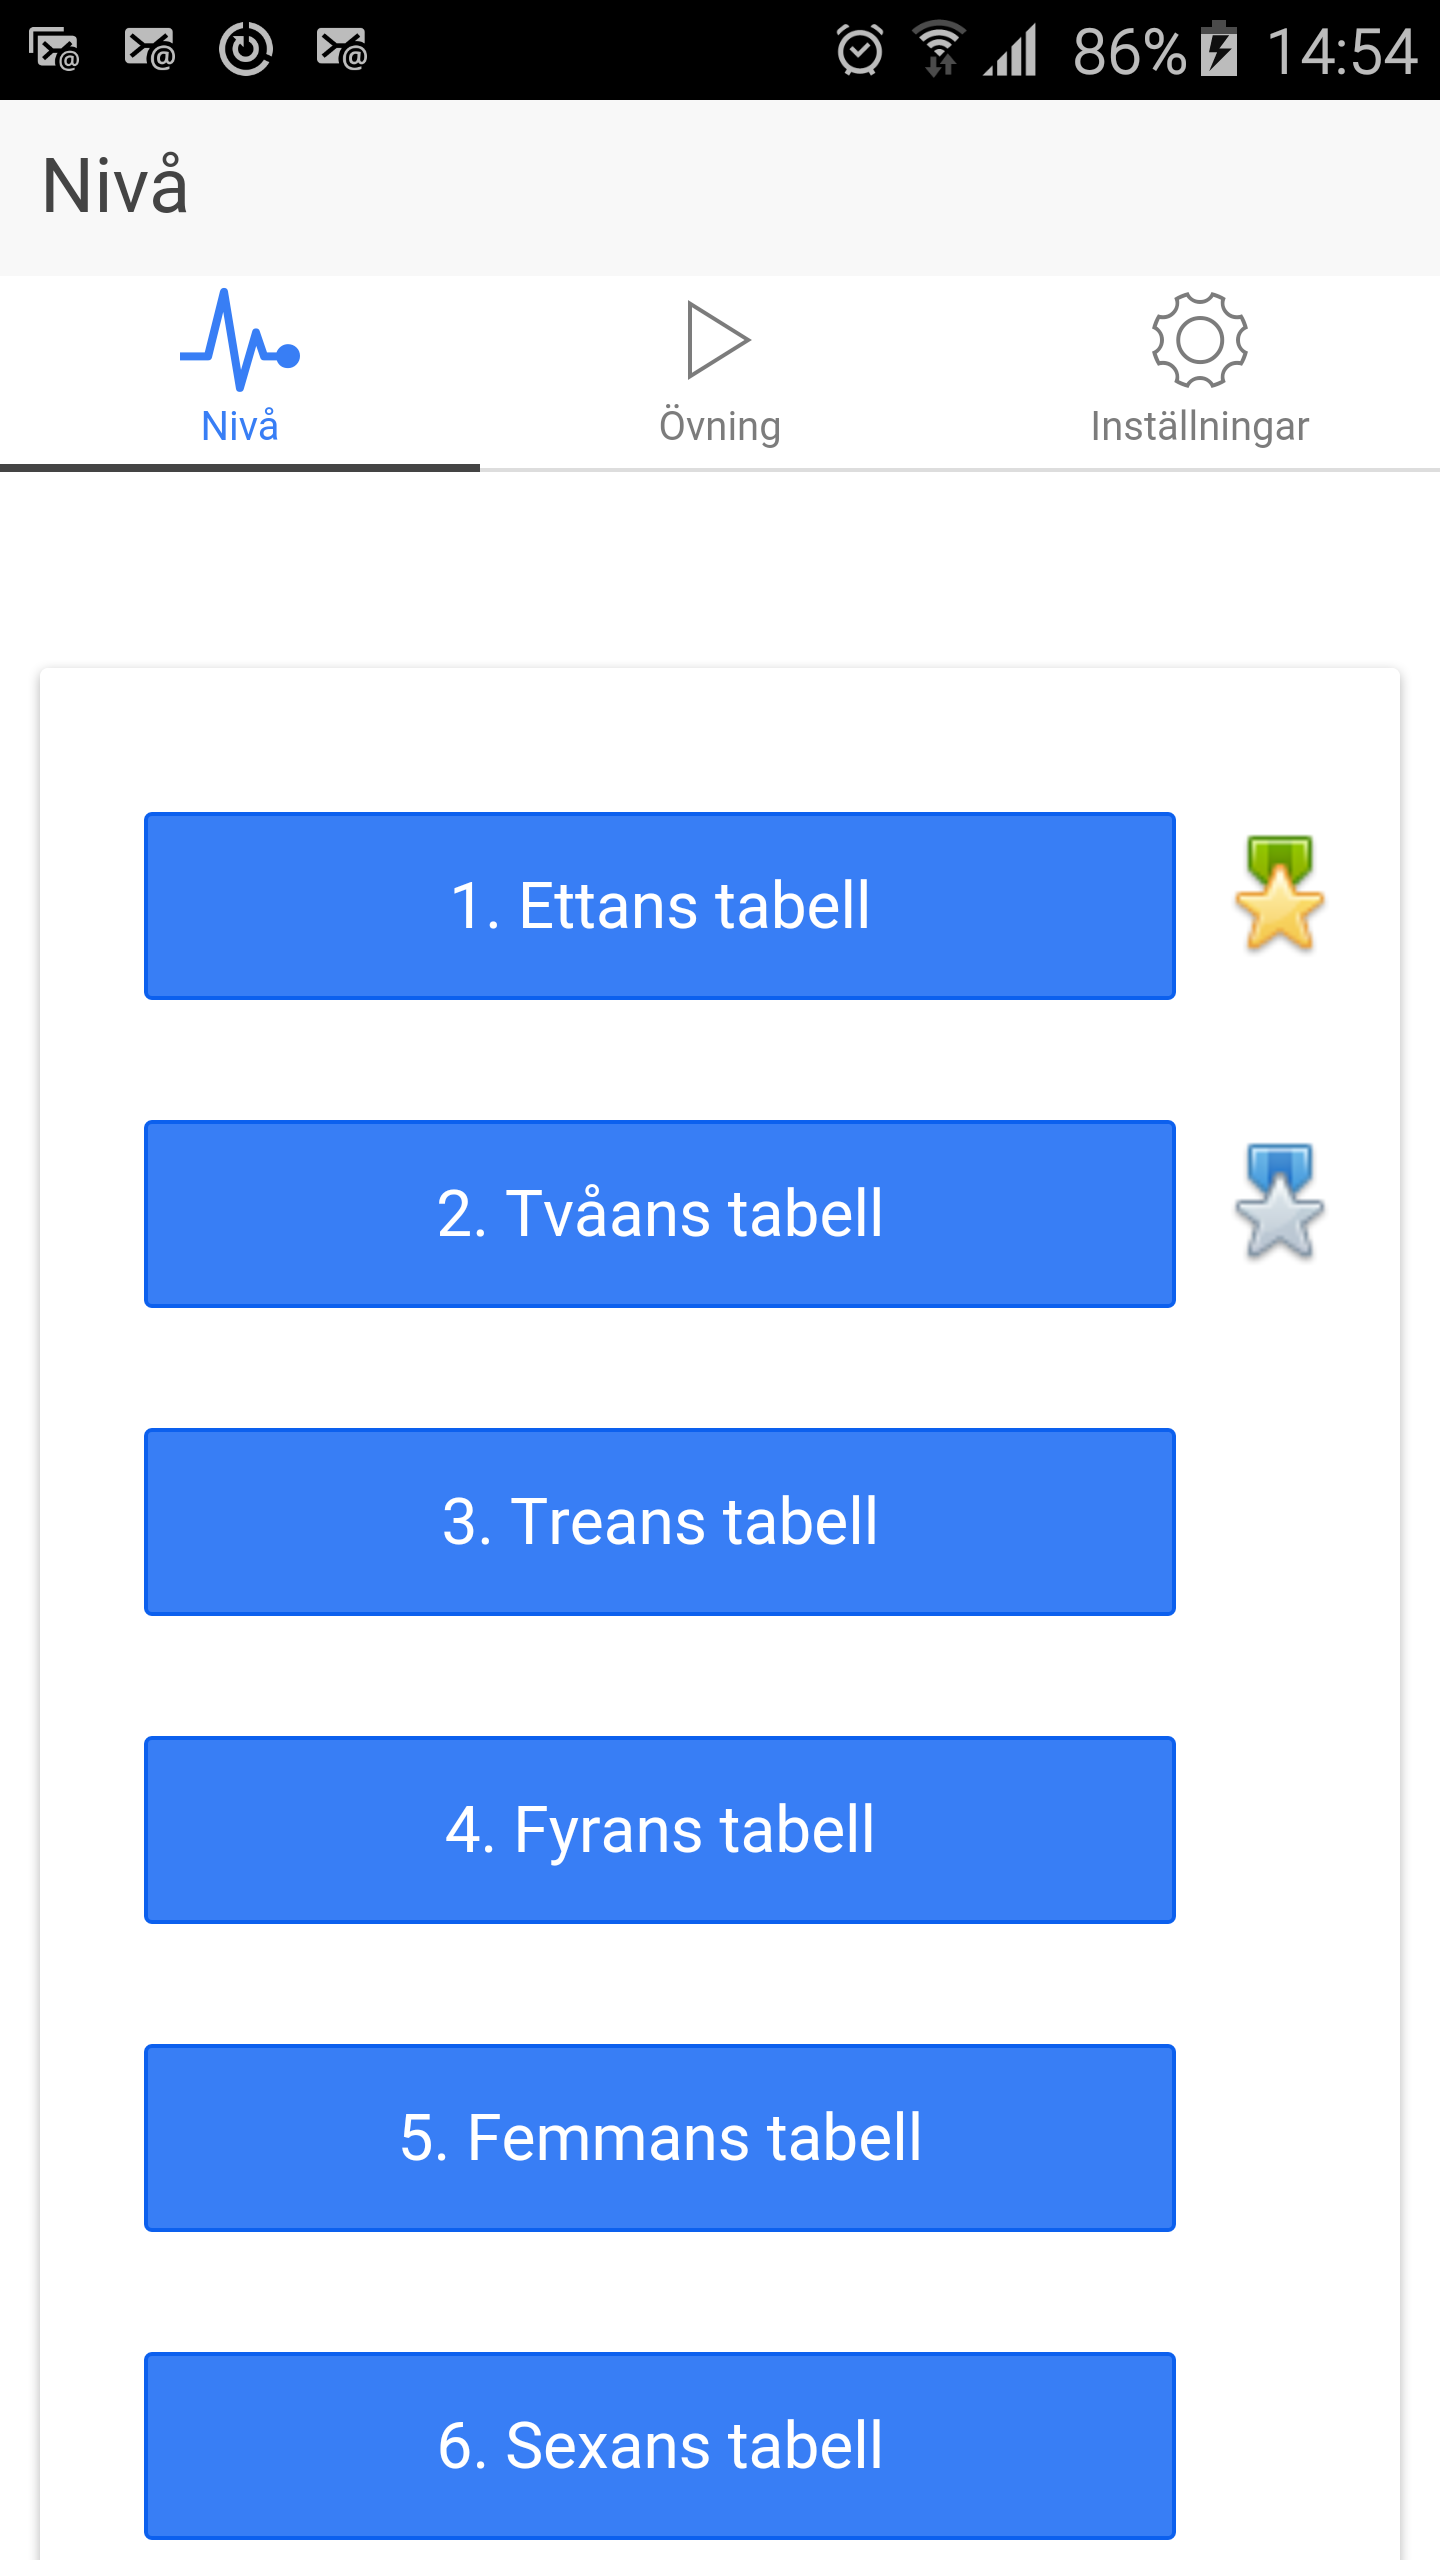 86% 14:54
Nivå
Nivå
Övning
Inställningar
1. Ettans tabell
2. Tvåans tabell
3. Treans tabell
4. Fyrans tabell
5. Femmans tabell
6. Sexans tabell